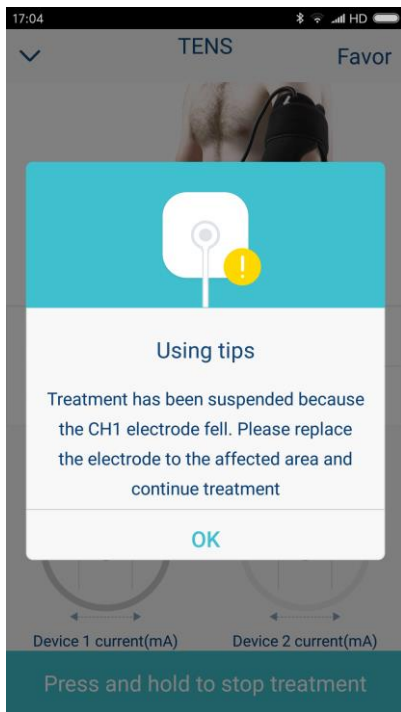 17:04 HD
TENS
Favor
!
Using tips
Treatment has been suspended because
the CH1 electrode fell. Please replace
the electrode to the affected area and
continue treatment
OK
Device 1 current(mA) Device 2 current(mA)
Press and hold to stop treatment